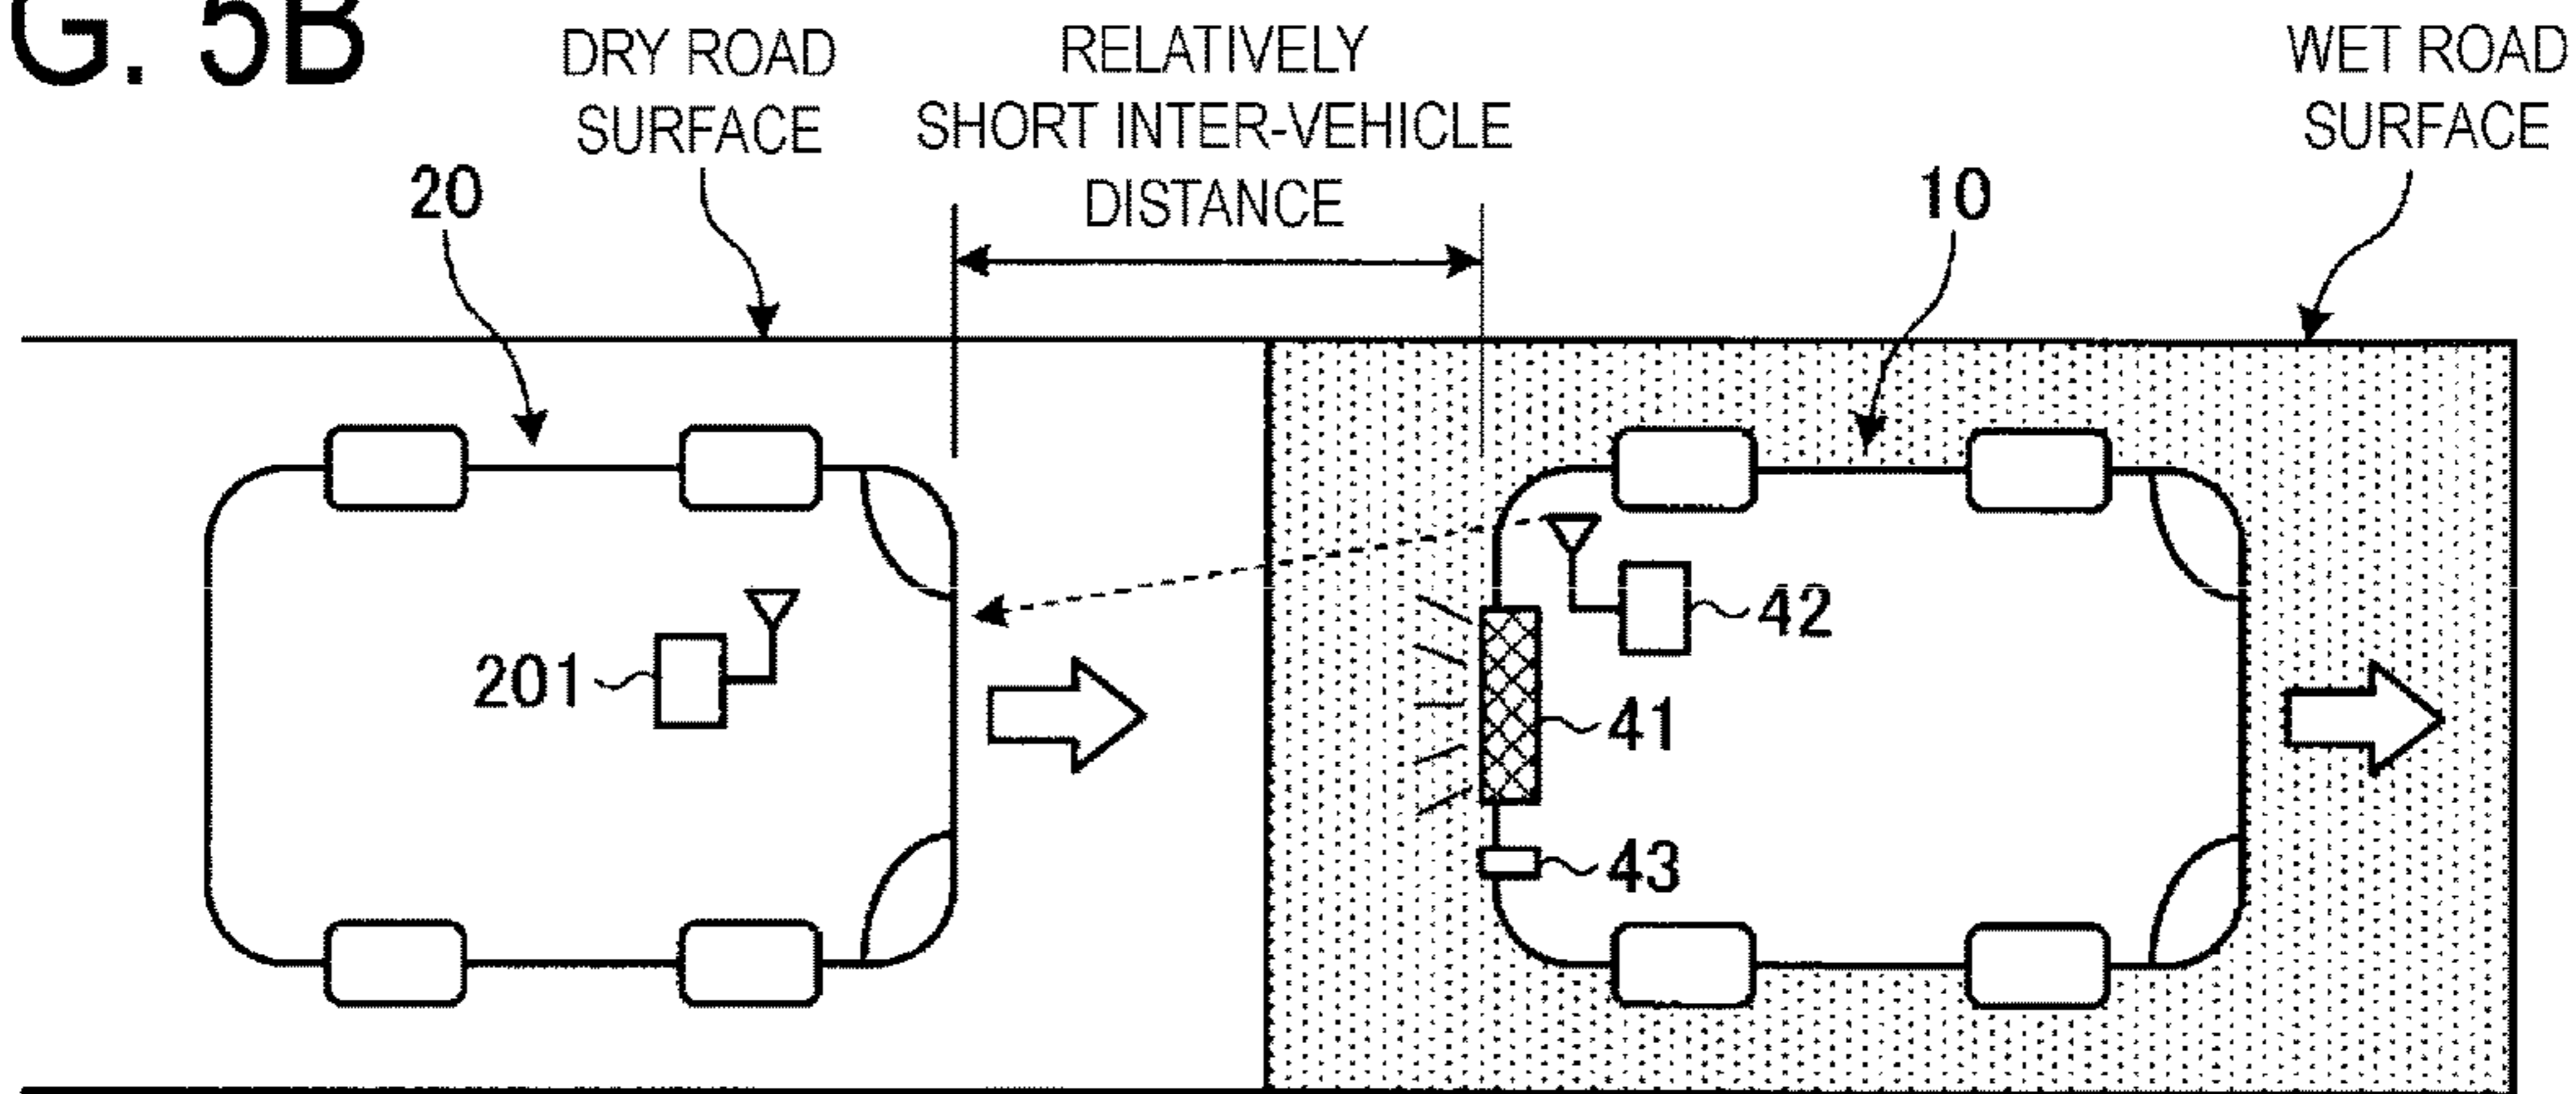 G. 5B
DRY ROAD
SURFACE
RELATIVELY
SHORT INTER-VEHICLE
DISTANCE
WET ROAD
SURFACE
20
10
42
201
41
43